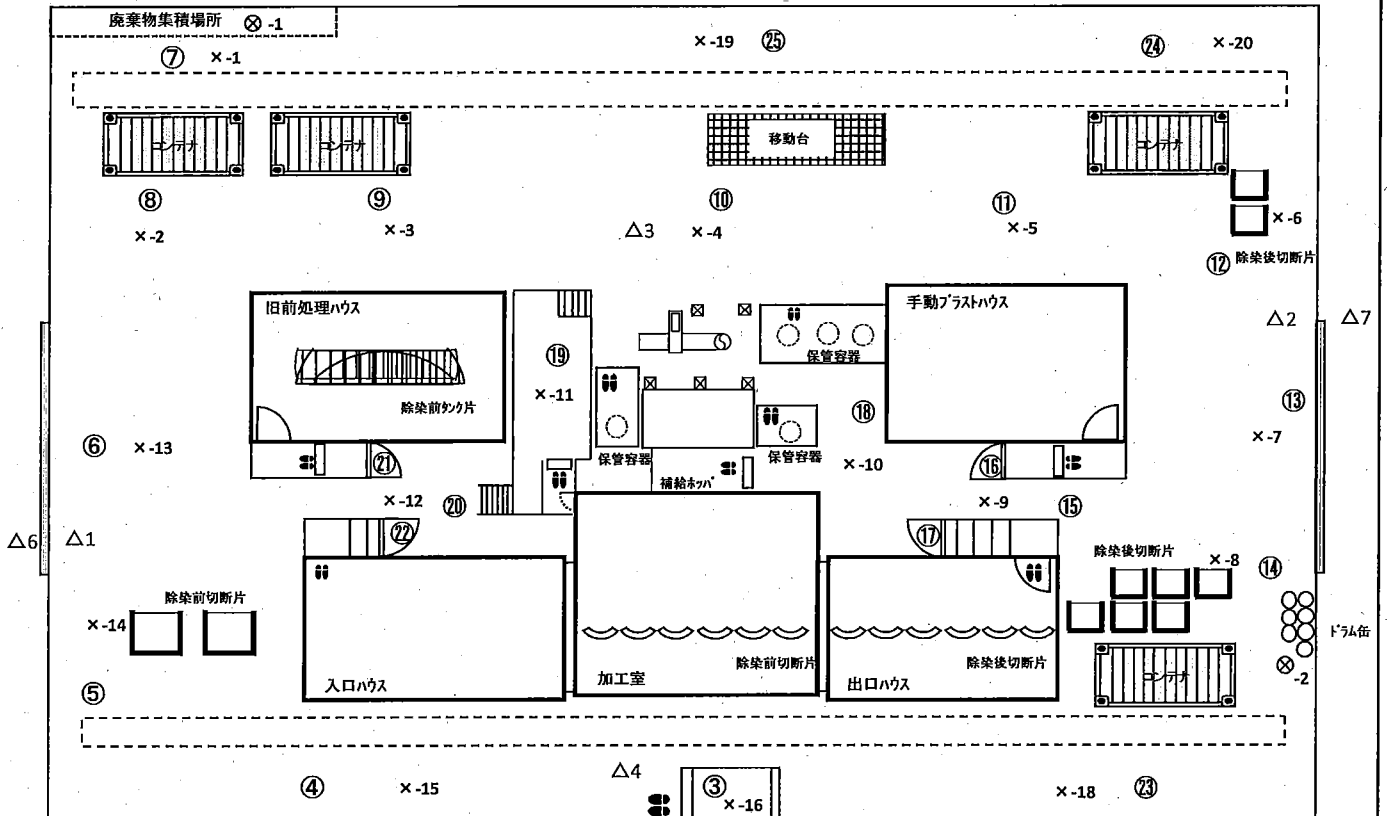 廃棄物集積場所 ⊗ -1
⑦ ×-1
×-19 ㉕
㉔ ×-20
コンテナ
コンテナ
移動台
コンテナ
⑧
×-2
⑨
×-3
△3
⑩
×-4
⑪
×-5
×-6
⑫ 除染後切断片
旧前処理ハウス
除染前タンク片
⑲
×-11
保管容器
手動ブラストハウス
△2
△7
⑬
×-7
⑥ ×-13
㉑
保管容器
保管容器
⑱
×-10
補給ホッパ
⑯
×-12 ⑳
㉒
×-9 ⑮
⑰
△6 △1
除染前切断片
×-14
除染後切断片
×-8 ⑭
ドラム缶
⊗
-2
入口ハウス
加工室
除染前切断片
出口ハウス
除染後切断片
コンテナ
⑤
④ ×-15
△4
③
×-16
×-18 ㉓